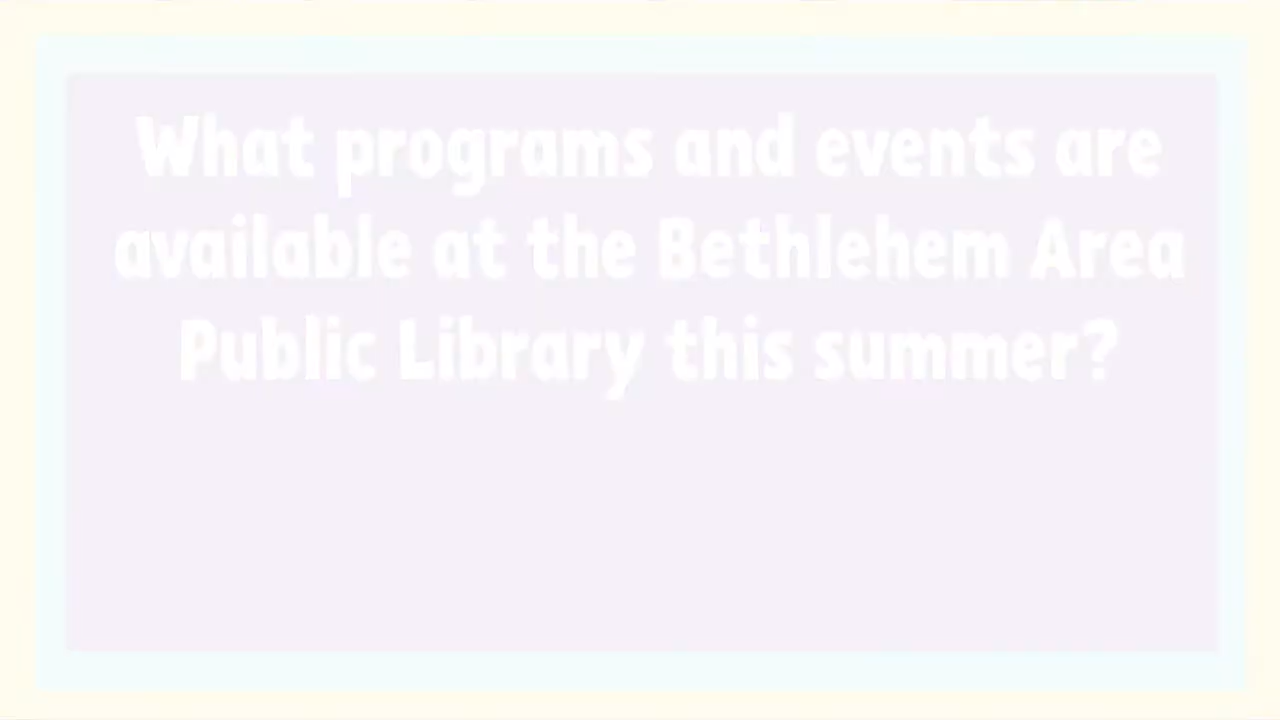 What programs and events are
available at the Bethlehem Area
Public Library this summer?